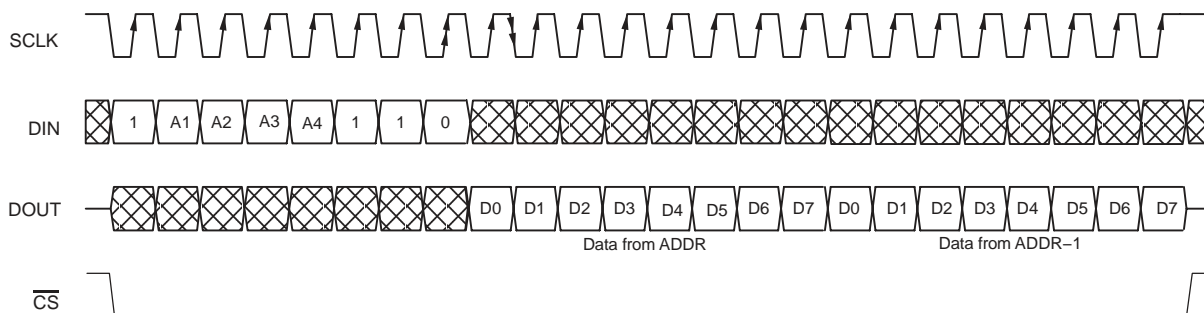 SCLK
DIN
1 A1 A2 A3 A4 1 1 0
DOUT
D0 D1 D2 D3 D4 D5 D6 D7 D0 D1 D2 D3 D4 D5 D6 D7
Data from ADDR Data from ADDR−1
CS